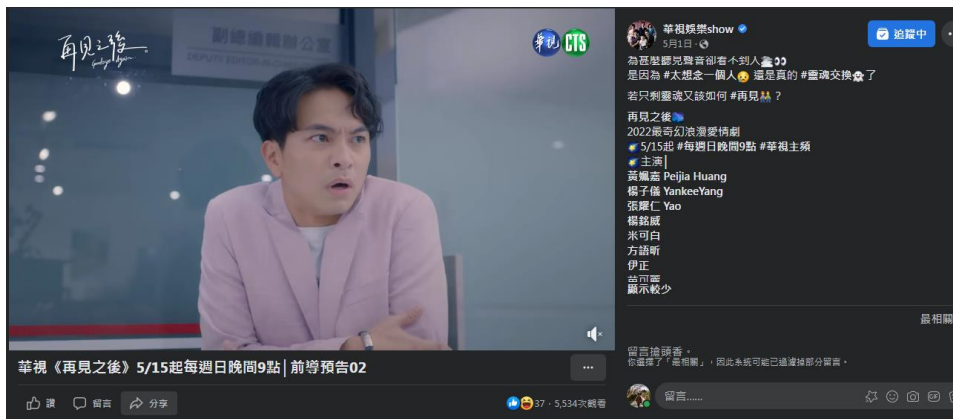 再見之後。
Goodbye Again
副總編輯辦公室
DEPUTY EDITOR-IN-CHIEF'S
華視 CTS
華視《再見之後》5/15起每週日晚間9點│前導預告02
讚
留言
分享
37 · 5,534次觀看
華視娛樂show
5月1日 ·
追蹤中
為甚麼聽見聲音卻看不到人
是因為 #太想念一個人 還是真的 #靈魂交換 了
若只剩靈魂又該如何 #再見 ?
再見之後
2022最奇幻浪漫愛情劇
5/15起 #每週日晚間9點 #華視主頻
主演│
黃姵嘉 Peijia Huang
楊子儀 YankeeYang
張耀仁 Yao
楊銘威
米可白
方語昕
伊正
苗可麗
顯示較少
最相關
留言搶頭香。
你選擇了「最相關」，因此系統可能已過濾掉部分留言。
留言......
GIF